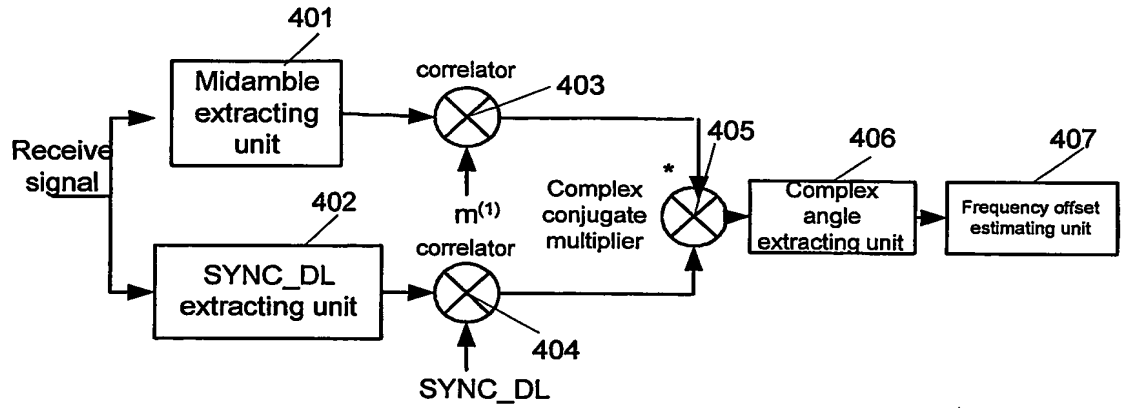 401
Midamble
extracting
unit
correlator
403
m(1)
Receive
signal
402
SYNC_DL
extracting unit
correlator
404
SYNC_DL
Complex
conjugate
multiplier
*
405
406
Complex
angle
extracting unit
407
Frequency offset
estimating unit